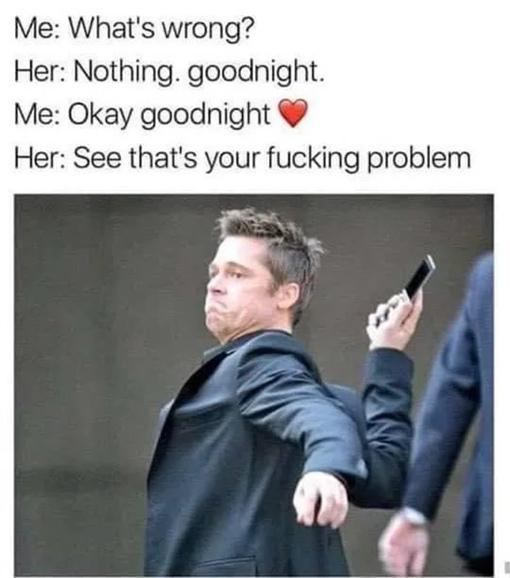 Me: What's wrong?
Her: Nothing. goodnight.
Me: Okay goodnight ❤️
Her: See that's your fucking problem